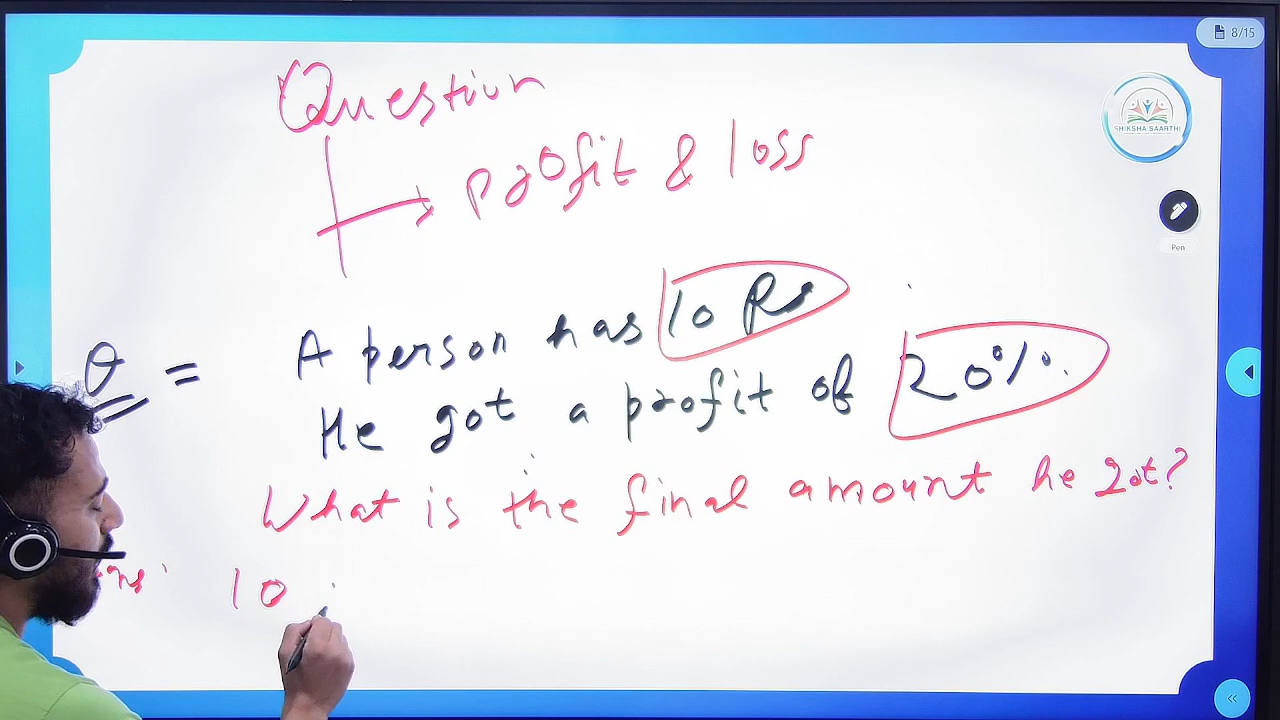 8/15
SHIKSHA SAARTHI
Pen
Question
Profit & loss
Q = A person has 10 Rs
He got a profit of 20%.
What is the final amount he got?
10